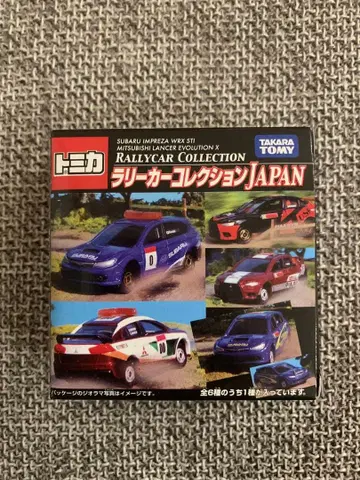 SUBARU IMPREZA WRX STI
MITSUBISHI LANCER EVOLUTION X
トミカ
RALLYCAR COLLECTION
TAKARA TOMY
ラリーカーコレクションJAPAN
0
SUBARU
00
パッケージのジオラマ写真はイメージです。
全6種のうち1種が入っています。